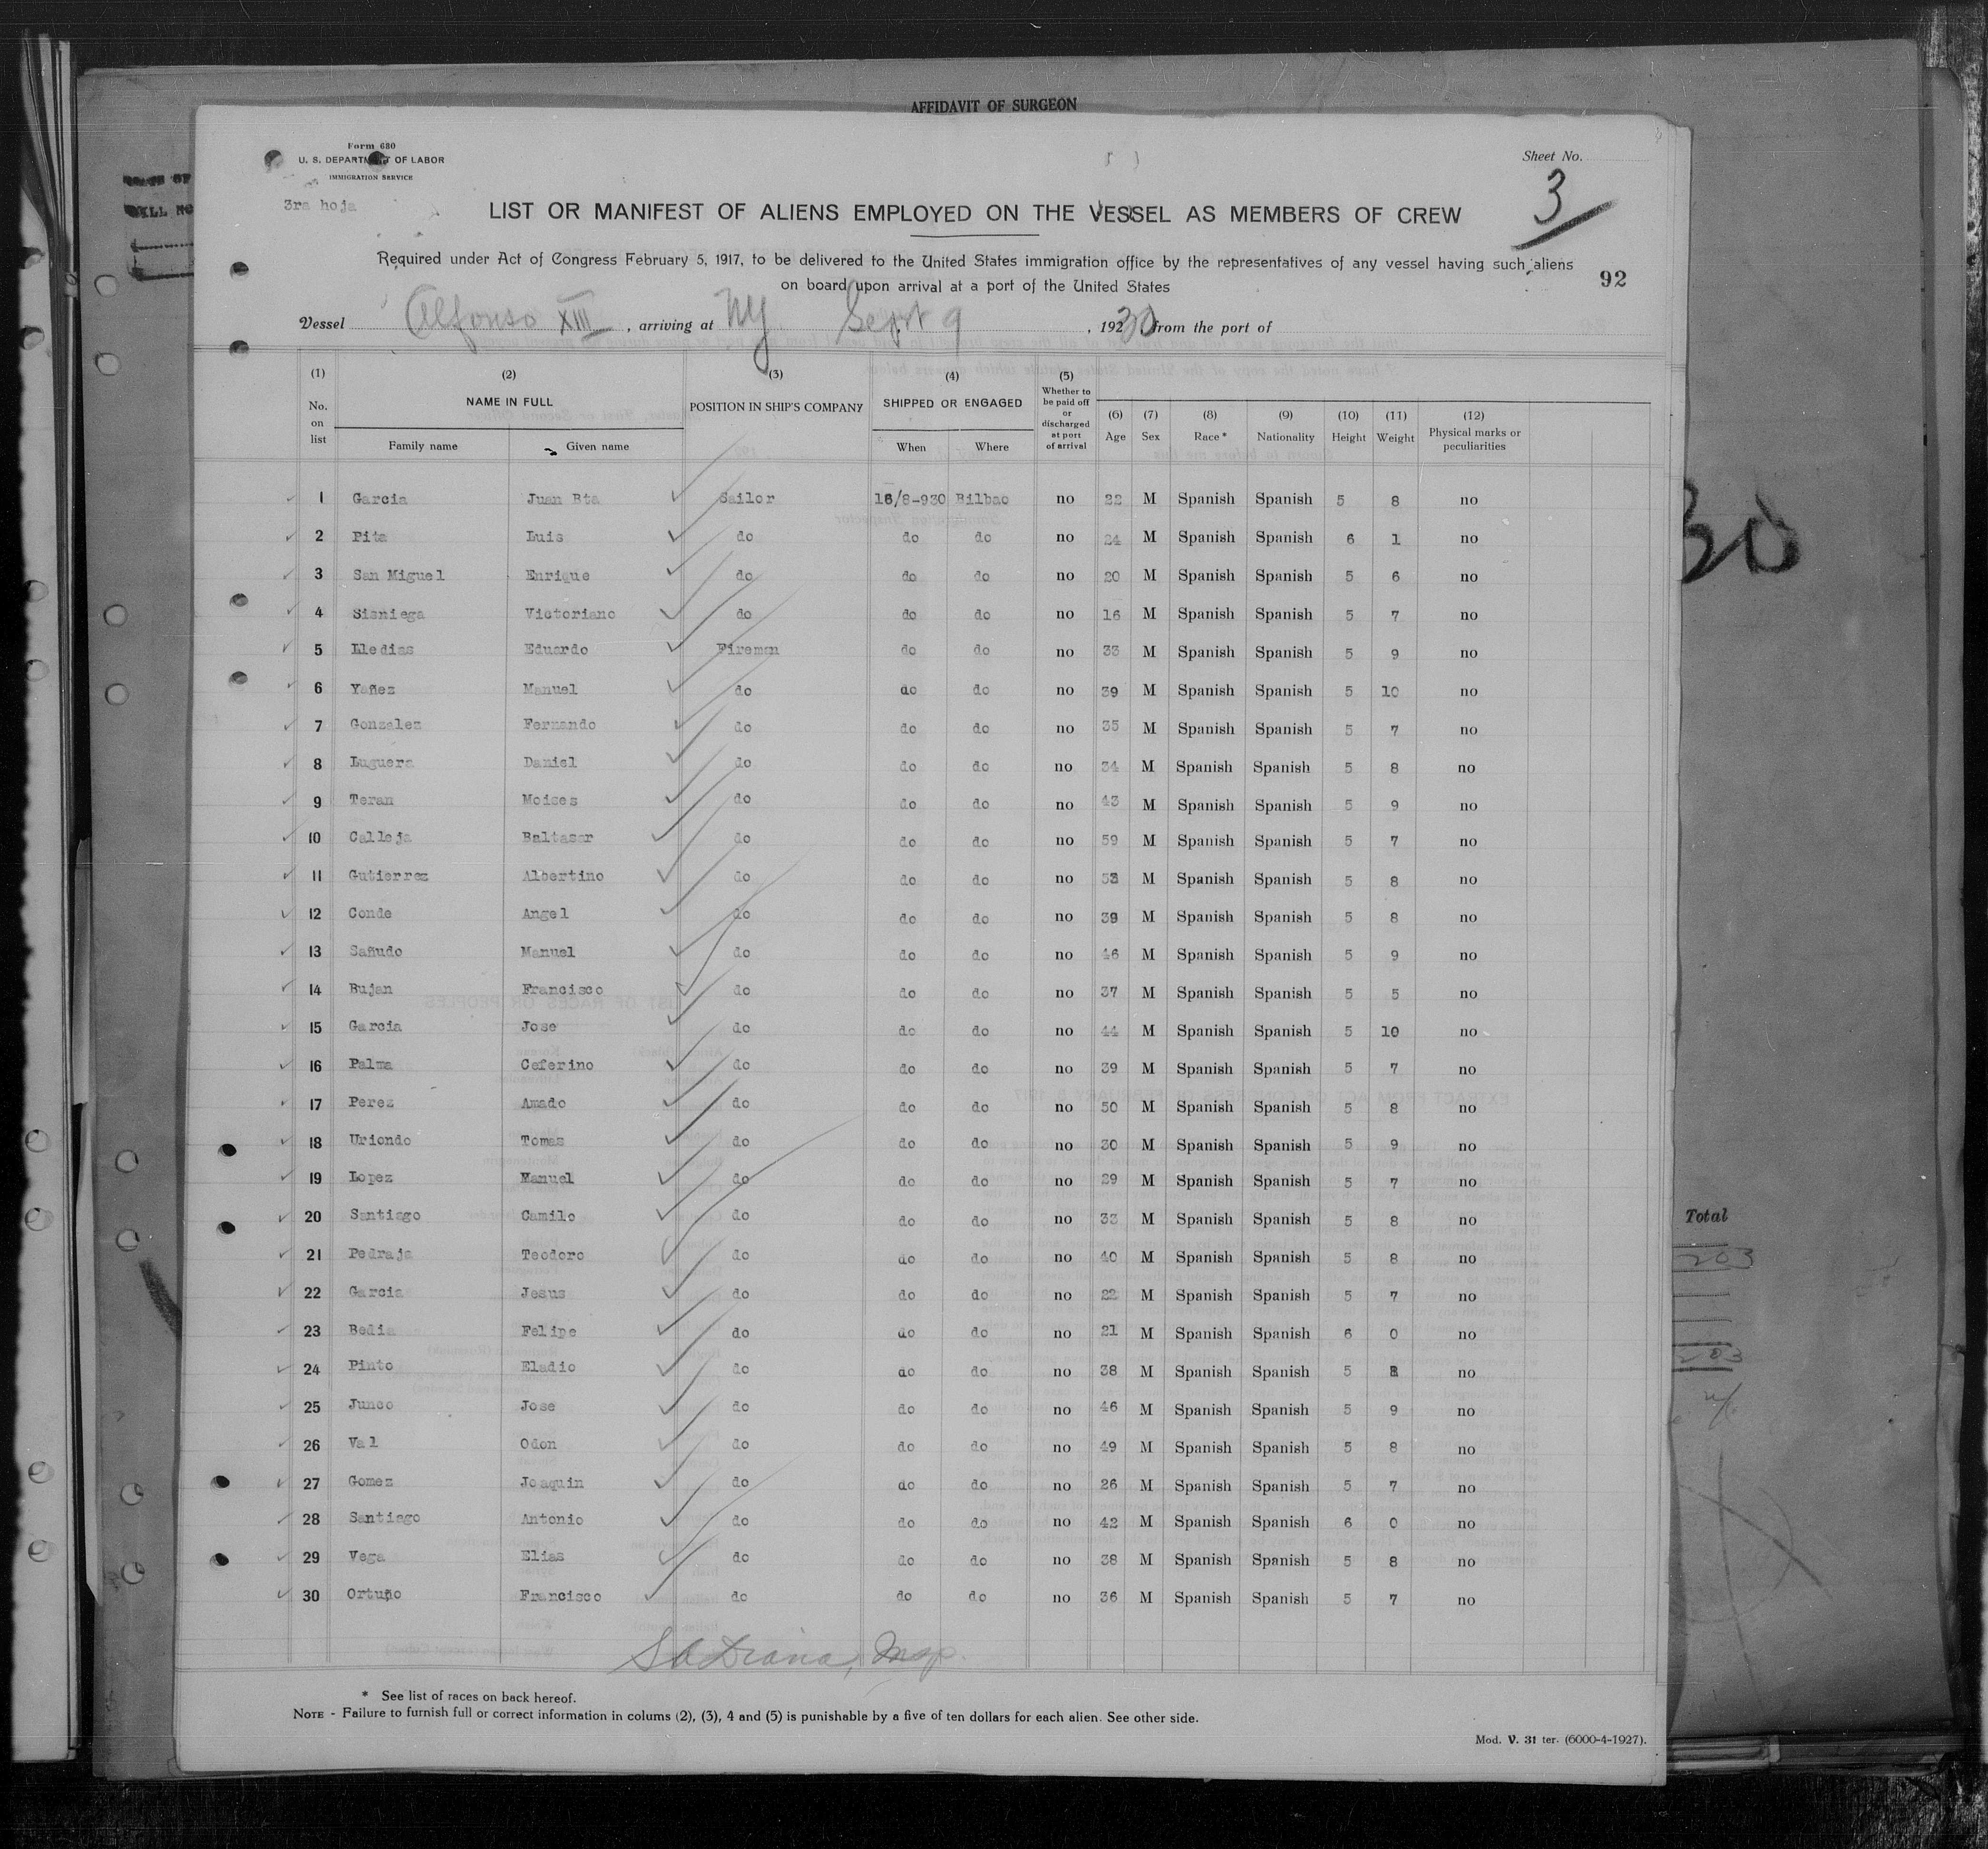 AFFIDAVIT OF SURGEON
Form 680
U. S. DEPARTMENT OF LABOR
IMMIGRATION SERVICE
3ra hoja
Sheet No.
3
LIST OR MANIFEST OF ALIENS EMPLOYED ON THE VESSEL AS MEMBERS OF CREW
Required under Act of Congress February 5, 1917, to be delivered to the United States immigration office by the representatives of any vessel having such aliens
on board upon arrival at a port of the United States
92
Vessel Alfonso XIII, arriving at NY Sept 9, 1930 from the port of
(1) No. on list (2) NAME IN FULL (3) POSITION IN SHIP'S COMPANY (4) SHIPPED OR ENGAGED (5) Whether to be paid off or discharged at port of arrival (6) Age (7) Sex (8) Race * (9) Nationality (10) Height (11) Weight (12) Physical marks or peculiarities
Family name Given name When Where
1 Garcia Juan Bta Sailor 16/8-930 Bilbao no 22 M Spanish Spanish 5 8 no
2 Pita Luis do do do no 24 M Spanish Spanish 6 1 no
3 San Miguel Enrique do do do no 20 M Spanish Spanish 5 6 no
4 Sisniega Victoriano do do do no 16 M Spanish Spanish 5 7 no
5 Lledias Eduardo Fireman do do no 33 M Spanish Spanish 5 9 no
6 Yañez Manuel do do do no 39 M Spanish Spanish 5 10 no
7 Gonzalez Fernando do do do no 35 M Spanish Spanish 5 7 no
8 Luguera Daniel do do do no 34 M Spanish Spanish 5 8 no
9 Teran Moises do do do no 43 M Spanish Spanish 5 9 no
10 Calleja Baltasar do do do no 59 M Spanish Spanish 5 7 no
11 Gutierrez Albertino do do do no M Spanish Spanish 5 8 no
12 Conde Angel do do do no 39 M Spanish Spanish 5 8 no
13 Sañudo Manuel do do do no 46 M Spanish Spanish 5 9 no
14 Bujan Francisco do do do no 37 M Spanish Spanish 5 5 no
15 Garcia Jose do do do no 44 M Spanish Spanish 5 10 no
16 Palma Ceferino do do do no 39 M Spanish Spanish 5 7 no
17 Perez Amado do do do no 50 M Spanish Spanish 5 8 no
18 Uriondo Tomas do do do no 30 M Spanish Spanish 5 9 no
19 Lopez Manuel do do do no 29 M Spanish Spanish 5 7 no
20 Santiago Camilo do do do no 33 M Spanish Spanish 5 8 no
21 Pedraja Teodoro do do do no 40 M Spanish Spanish 5 8 no
22 Garcia Jesus do do do no 22 M Spanish Spanish 5 7 no
23 Bedia Felipe do do do no 21 M Spanish Spanish 6 0 no
24 Pinto Eladio do do do no 38 M Spanish Spanish 5 8 no
25 Junco Jose do do do no 46 M Spanish Spanish 5 9 no
26 Val Odon do do do no 49 M Spanish Spanish 5 8 no
27 Gomez Joaquin do do do no 26 M Spanish Spanish 5 7 no
28 Santiago Antonio do do do no 42 M Spanish Spanish 6 0 no
29 Vega Elias do do do no 38 M Spanish Spanish 5 8 no
30 Ortuño Francisco do do do no 36 M Spanish Spanish 5 7 no
* See list of races on back hereof.
NOTE - Failure to furnish full or correct information in colums (2), (3), 4 and (5) is punishable by a five of ten dollars for each alien. See other side.
Mod. V. 31 ter. (6000-4-1927).
30
Total
203
203